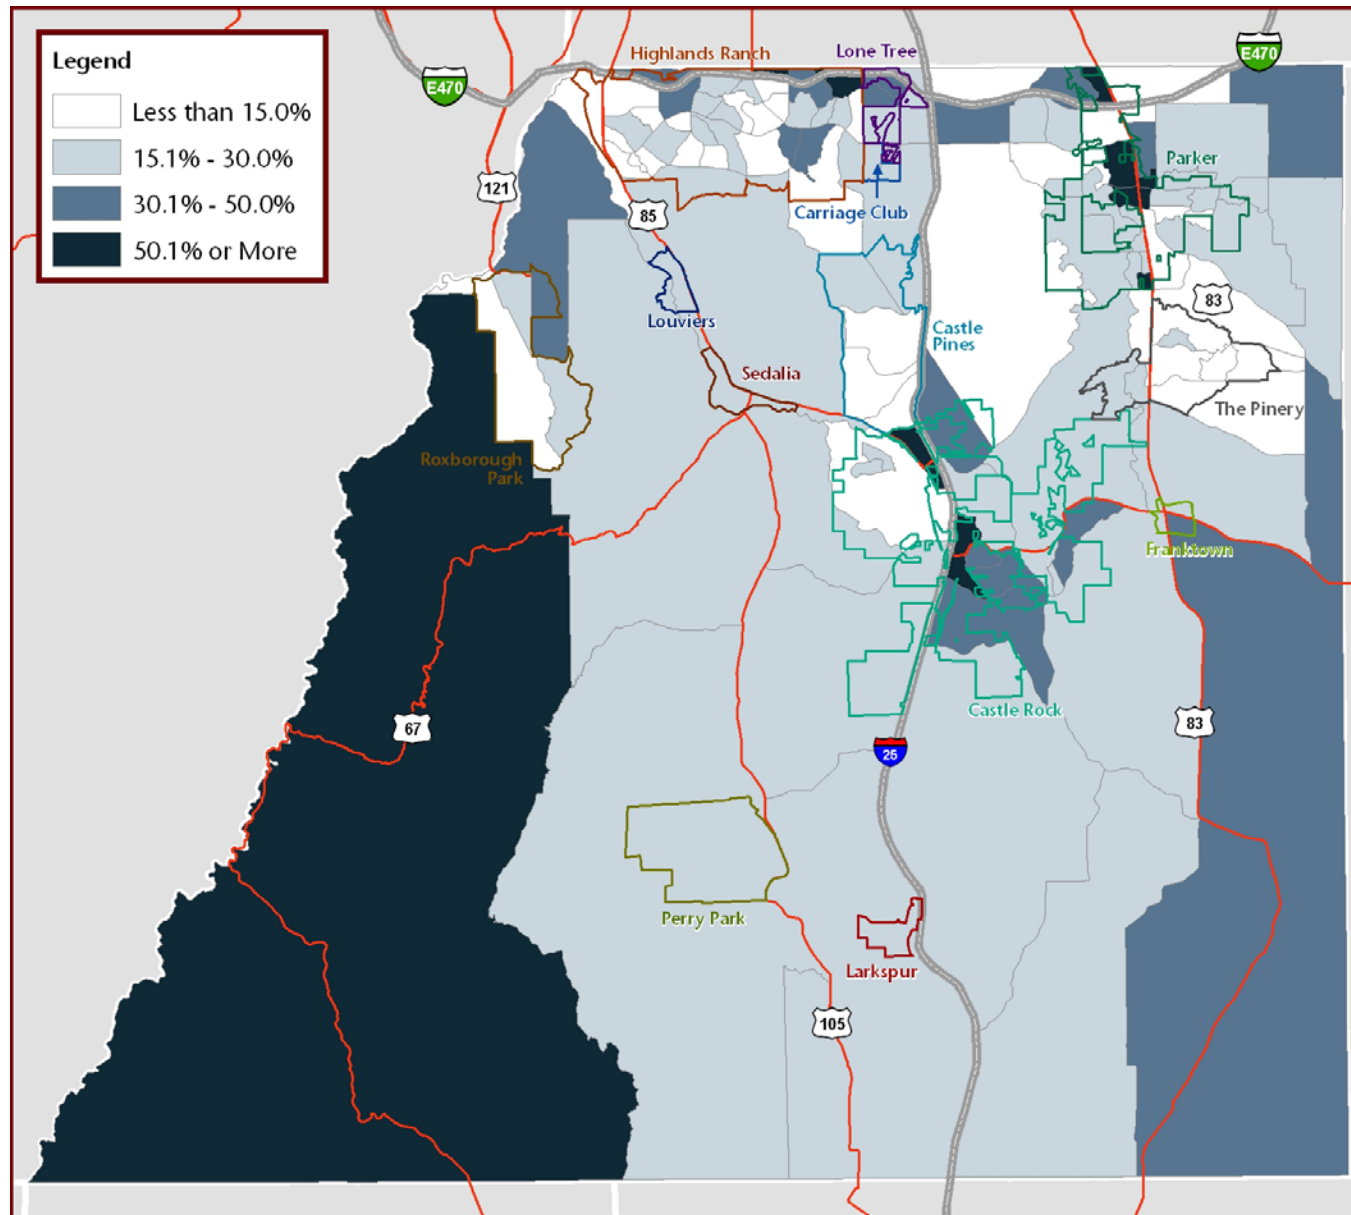 Legend
Less than 15.0%
15.1% - 30.0%
30.1% - 50.0%
50.1% or More
Highlands Ranch
Lone Tree
E470
E470
121
85
Parker
Carriage Club
Louviers
83
Castle
Pines
Sedalia
The Pinery
Roxborough
Park
Franktown
67
Castle Rock
83
25
Perry Park
Larkspur
105